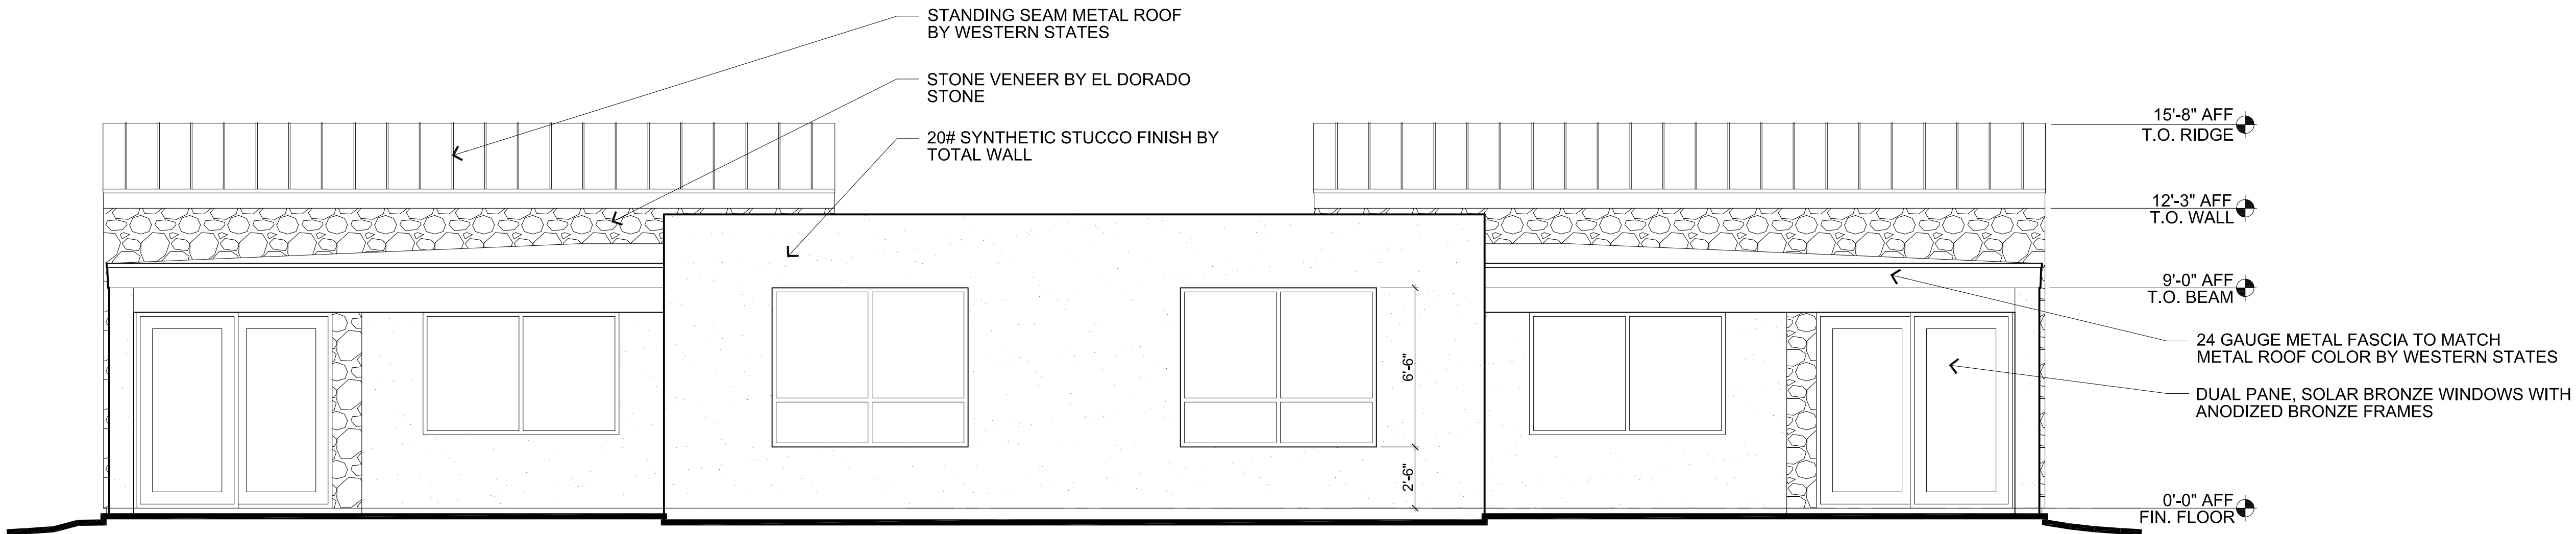 STANDING SEAM METAL ROOF
BY WESTERN STATES
STONE VENEER BY EL DORADO
STONE
20# SYNTHETIC STUCCO FINISH BY
TOTAL WALL
15'-8" AFF
T.O. RIDGE
12'-3" AFF
T.O. WALL
9'-0" AFF
T.O. BEAM
24 GAUGE METAL FASCIA TO MATCH
METAL ROOF COLOR BY WESTERN STATES
DUAL PANE, SOLAR BRONZE WINDOWS WITH
ANODIZED BRONZE FRAMES
6'-6"
2'-6"
0'-0" AFF
FIN. FLOOR